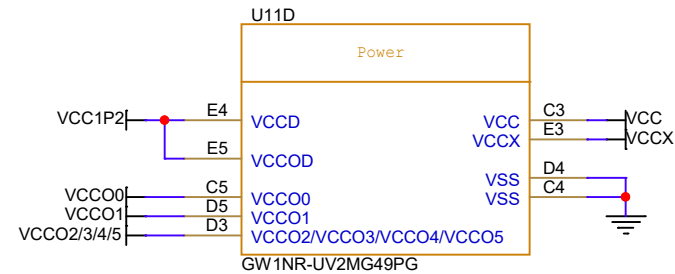 U11D
Power
VCC1P2 E4 VCCD
E5 VCCOD
VCC C3 VCC
VCCX E3 VCCX
VSS D4
VSS C4
VCCO0 C5 VCCO0
VCCO1 D5 VCCO1
VCCO2/3/4/5 D3 VCCO2/VCCO3/VCCO4/VCCO5
GW1NR-UV2MG49PG